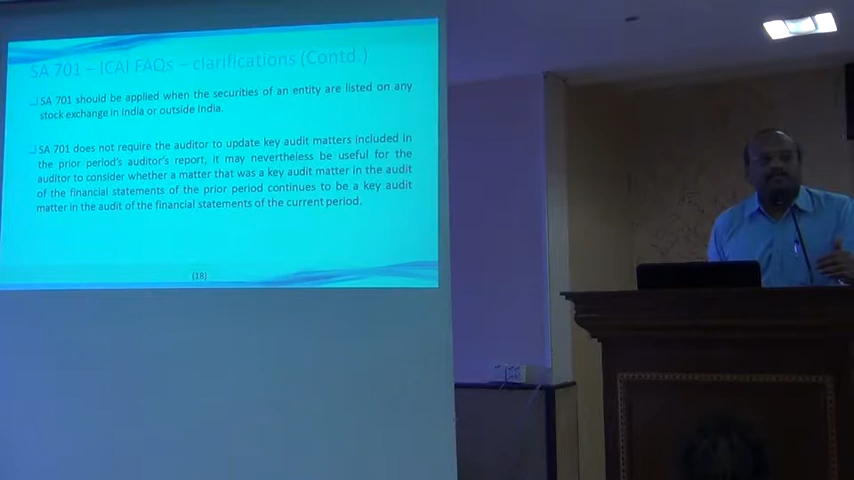 SA 701 – ICAI FAQs – clarifications (Contd.)
SA 701 should be applied when the securities of an entity are listed on any
stock exchange in India or outside India.
SA 701 does not require the auditor to update key audit matters included in
the prior period's auditor's report, it may nevertheless be useful for the
auditor to consider whether a matter that was a key audit matter in the audit
of the financial statements of the prior period continues to be a key audit
matter in the audit of the financial statements of the current period.
(18)